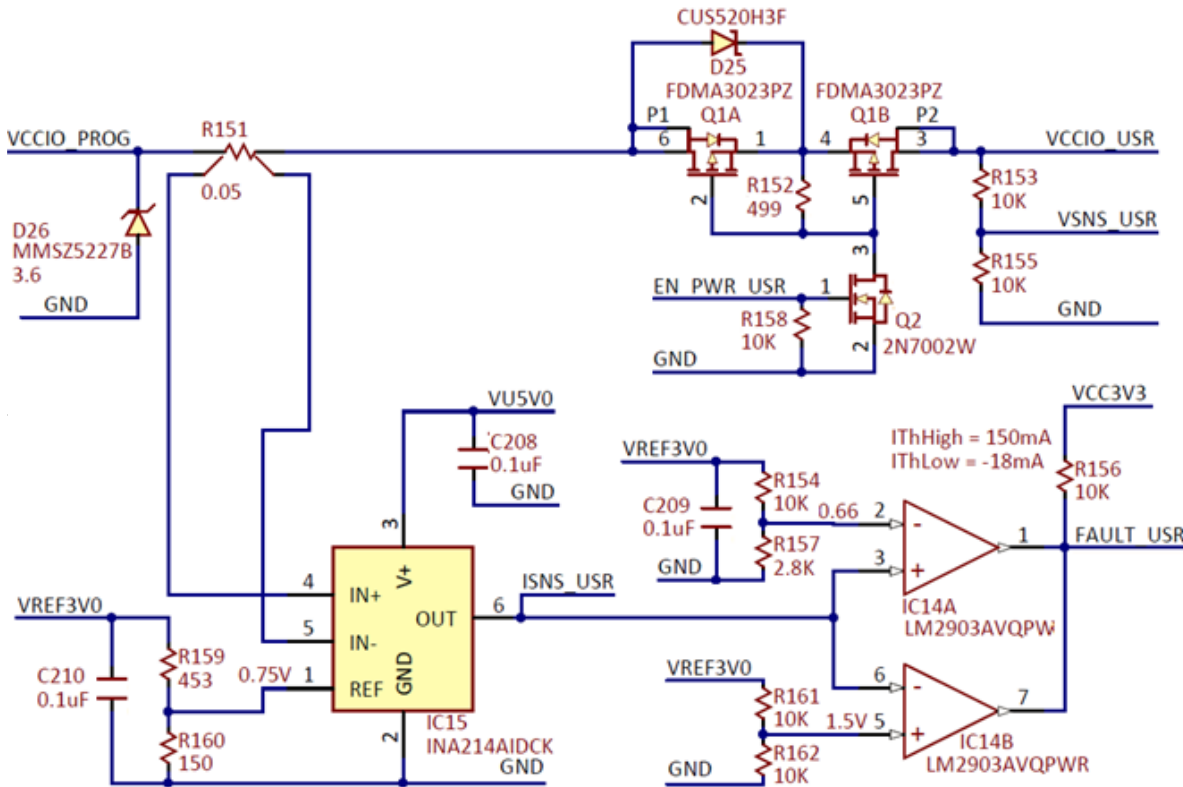 CUS520H3F
D25
FDMA3023PZ
FDMA3023PZ
P1
Q1A
Q1B
P2
VCCIO_PROG
R151
6
1
4
3
VCCIO_USR
0.05
2
R152
499
5
R153
10K
VSNS_USR
D26
MMSZ5227B
3.6
GND
3
R155
10K
EN_PWR_USR
1
GND
R158
10K
Q2
2N7002W
2
GND
VU5V0
C208
0.1uF
GND
VCC3V3
IThHigh = 150mA
IThLow = -18mA
R156
10K
VREF3V0
C209
0.1uF
R154
10K
0.66
2
-
1
FAULT_USR
R157
2.8K
GND
3
+
IC14A
LM2903AVQPW
3
V+
4
IN+
ISNS_USR
OUT
6
5
IN-
VREF3V0
C210
0.1uF
R159
453
0.75V
1
REF
GND
R160
150
2
IC15
INA214AIDCK
GND
VREF3V0
6
-
R161
10K
1.5V
5
+
7
R162
10K
GND
IC14B
LM2903AVQPWR